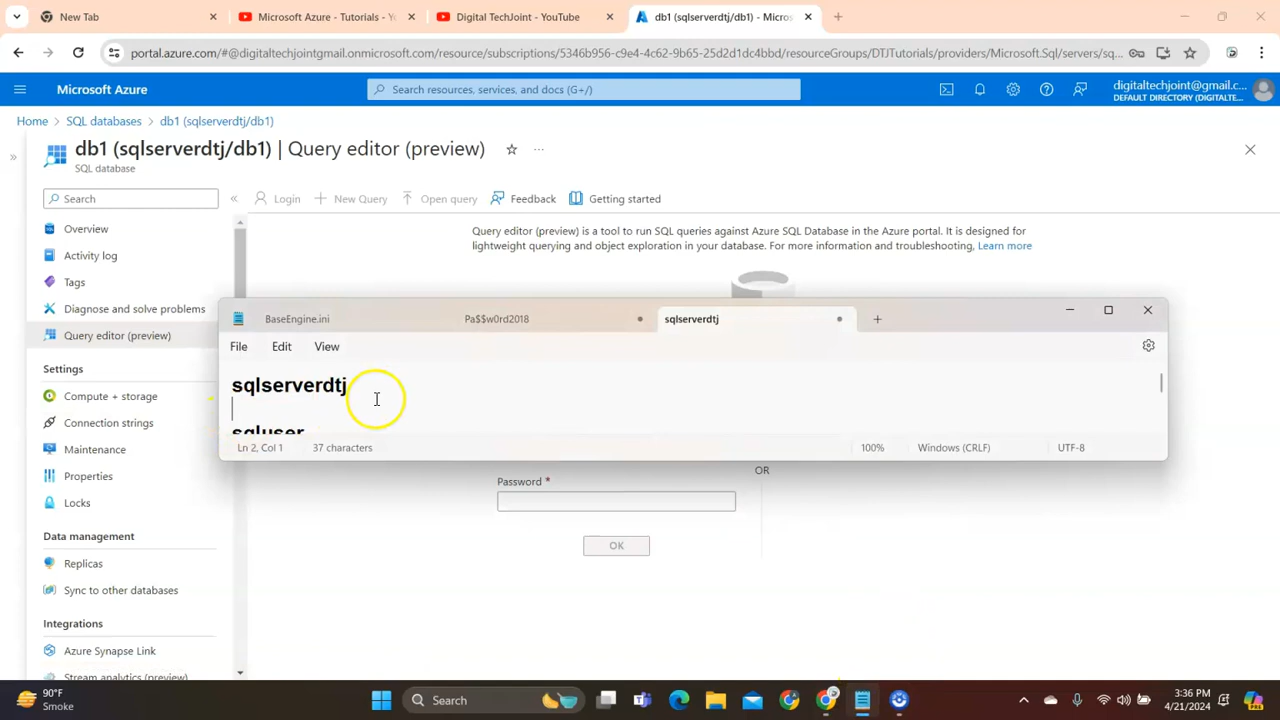 New Tab
Microsoft Azure - Tutorials - Y
Digital TechJoint - YouTube
db1 (sqlserverdtj/db1) - Micros
portal.azure.com/#@digitaltechjointgmail.onmicrosoft.com/resource/subscriptions/5346b956-c9e4-4c62-9b65-25d2d1dc4bbd/resourceGroups/DTJTutorials/providers/Microsoft.Sql/servers/sq...
Microsoft Azure
Search resources, services, and docs (G+/)
digitaltechjoint@gmail.c...
DEFAULT DIRECTORY (DIGITALTE...
Home > SQL databases > db1 (sqlserverdtj/db1)
db1 (sqlserverdtj/db1) | Query editor (preview)
SQL database
Search
Login
New Query
Open query
Feedback
Getting started
Query editor (preview) is a tool to run SQL queries against Azure SQL Database in the Azure portal. It is designed for
lightweight querying and object exploration in your database. For more information and troubleshooting, Learn more
Overview
Activity log
Tags
Diagnose and solve problems
Query editor (preview)
Settings
Compute + storage
Connection strings
Maintenance
Properties
Locks
Data management
Replicas
Sync to other databases
Integrations
Azure Synapse Link
Stream analytics (preview)
BaseEngine.ini
Pa$$w0rd2018
sqlserverdtj
File
Edit
View
sqlserverdtj
sqluser
Ln 2, Col 1
37 characters
100%
Windows (CRLF)
UTF-8
OR
Password *
OK
90°F
Smoke
Search
3:36 PM
4/21/2024